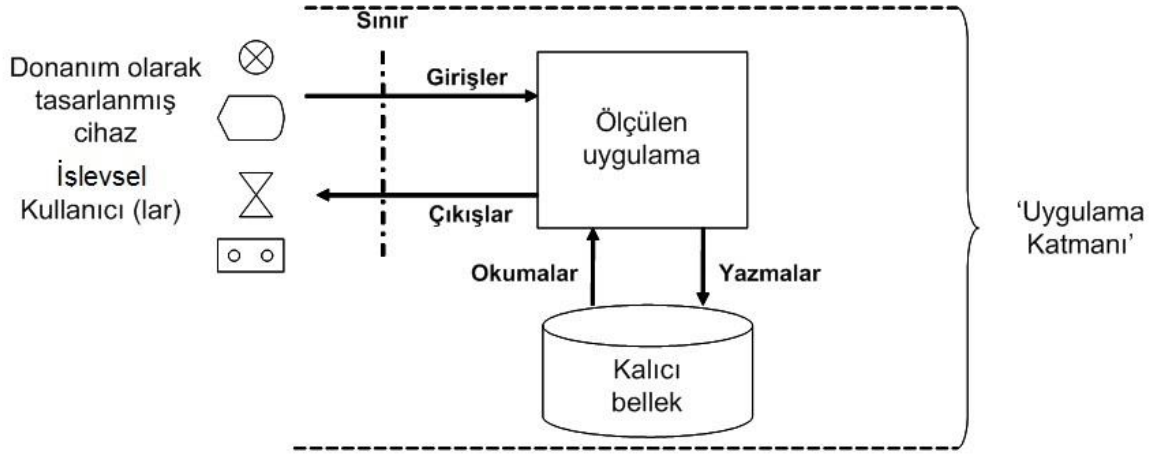 Sınır
Donanım olarak
tasarlanmış
cihaz
İşlevsel
Kullanıcı (lar)
Girişler
Çıkışlar
Ölçülen
uygulama
Okumalar
Yazmalar
Kalıcı
bellek
‘Uygulama
Katmanı’